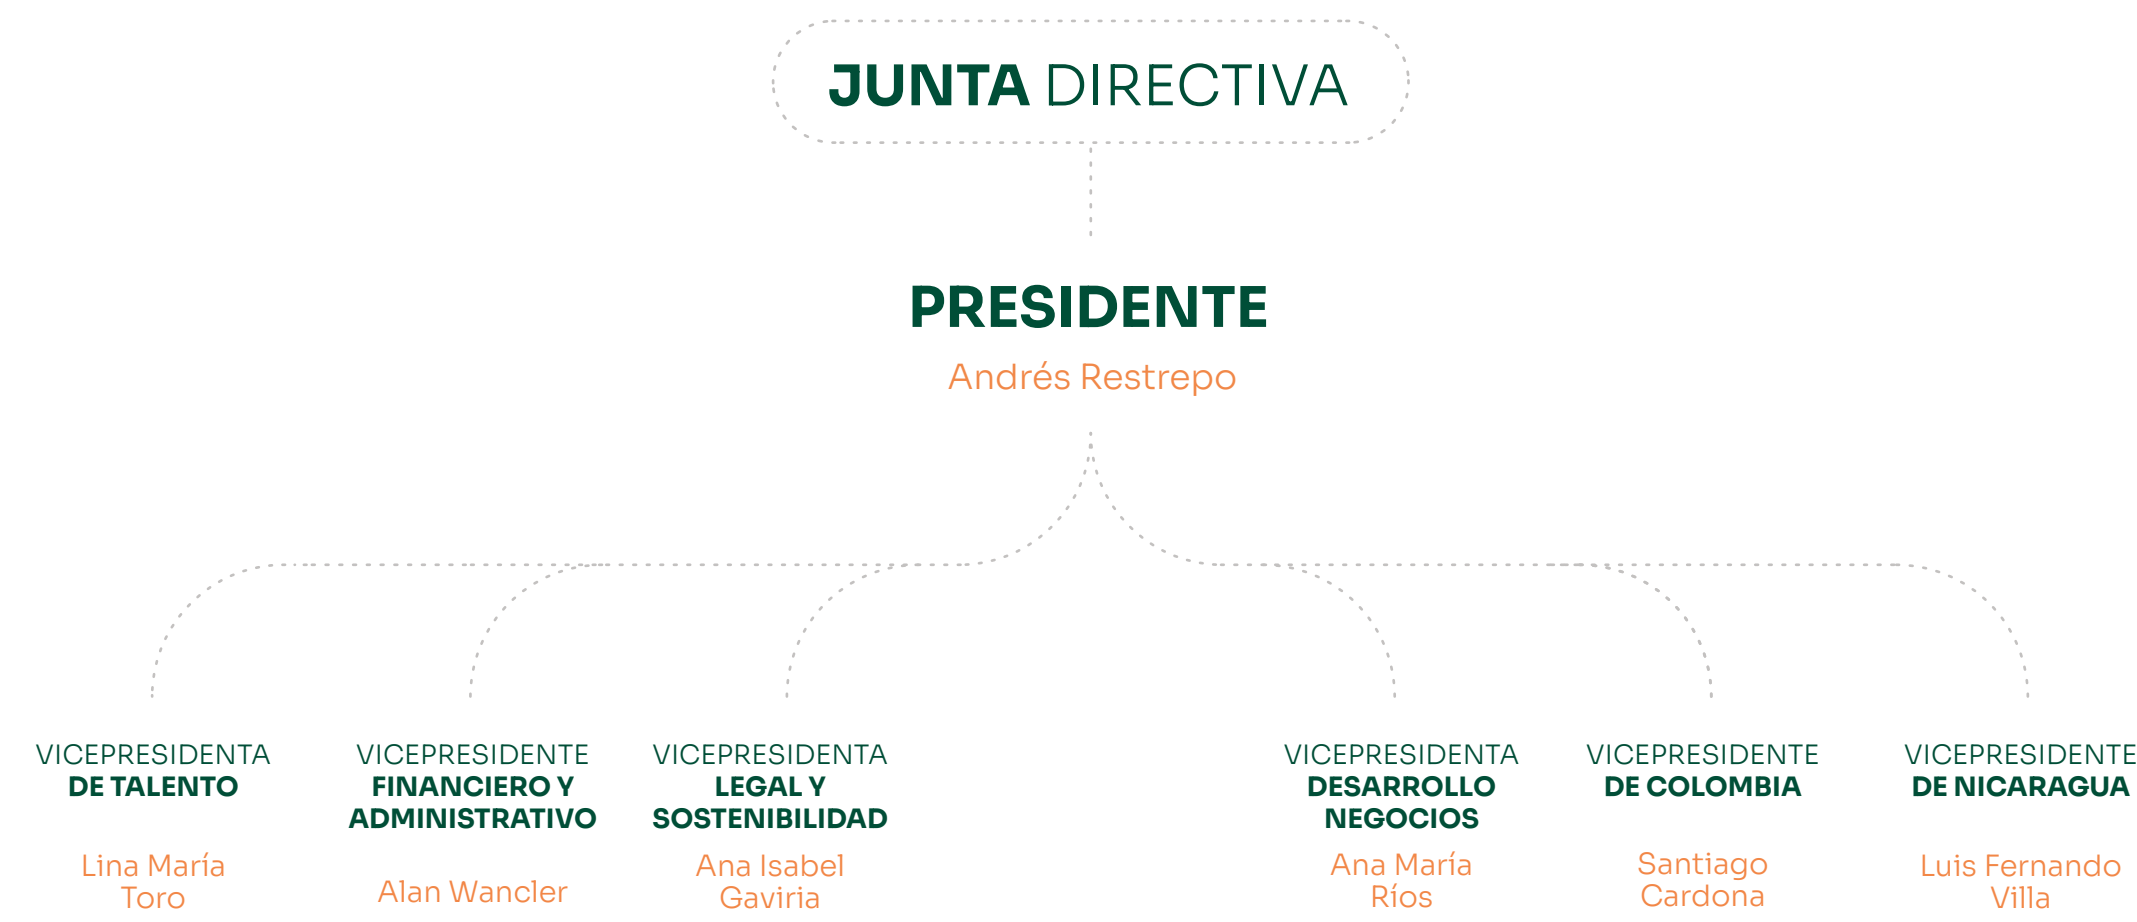 JUNTA DIRECTIVA
PRESIDENTE
Andrés Restrepo
VICEPRESIDENTA
DE TALENTO
Lina María
Toro
VICEPRESIDENTE
FINANCIERO Y
ADMINISTRATIVO
Alan Wancler
VICEPRESIDENTA
LEGAL Y
SOSTENIBILIDAD
Ana Isabel
Gaviria
VICEPRESIDENTA
DESARROLLO
NEGOCIOS
Ana María
Ríos
VICEPRESIDENTE
DE COLOMBIA
Santiago
Cardona
VICEPRESIDENTE
DE NICARAGUA
Luis Fernando
Villa